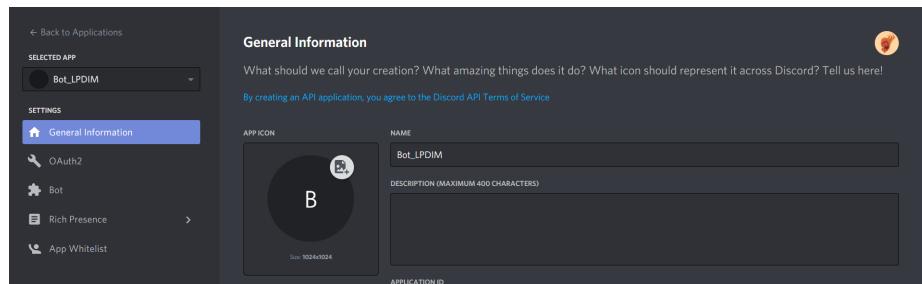 ← Back to Applications
SELECTED APP
Bot_LPDIM
SETTINGS
General Information
OAuth2
Bot
Rich Presence
App Whitelist
General Information
What should we call your creation? What amazing things does it do? What icon should represent it across Discord? Tell us here!
By creating an API application, you agree to the Discord API Terms of Service
APP ICON
B
Size: 1024x1024
NAME
Bot_LPDIM
DESCRIPTION (MAXIMUM 400 CHARACTERS)
APPLICATION ID